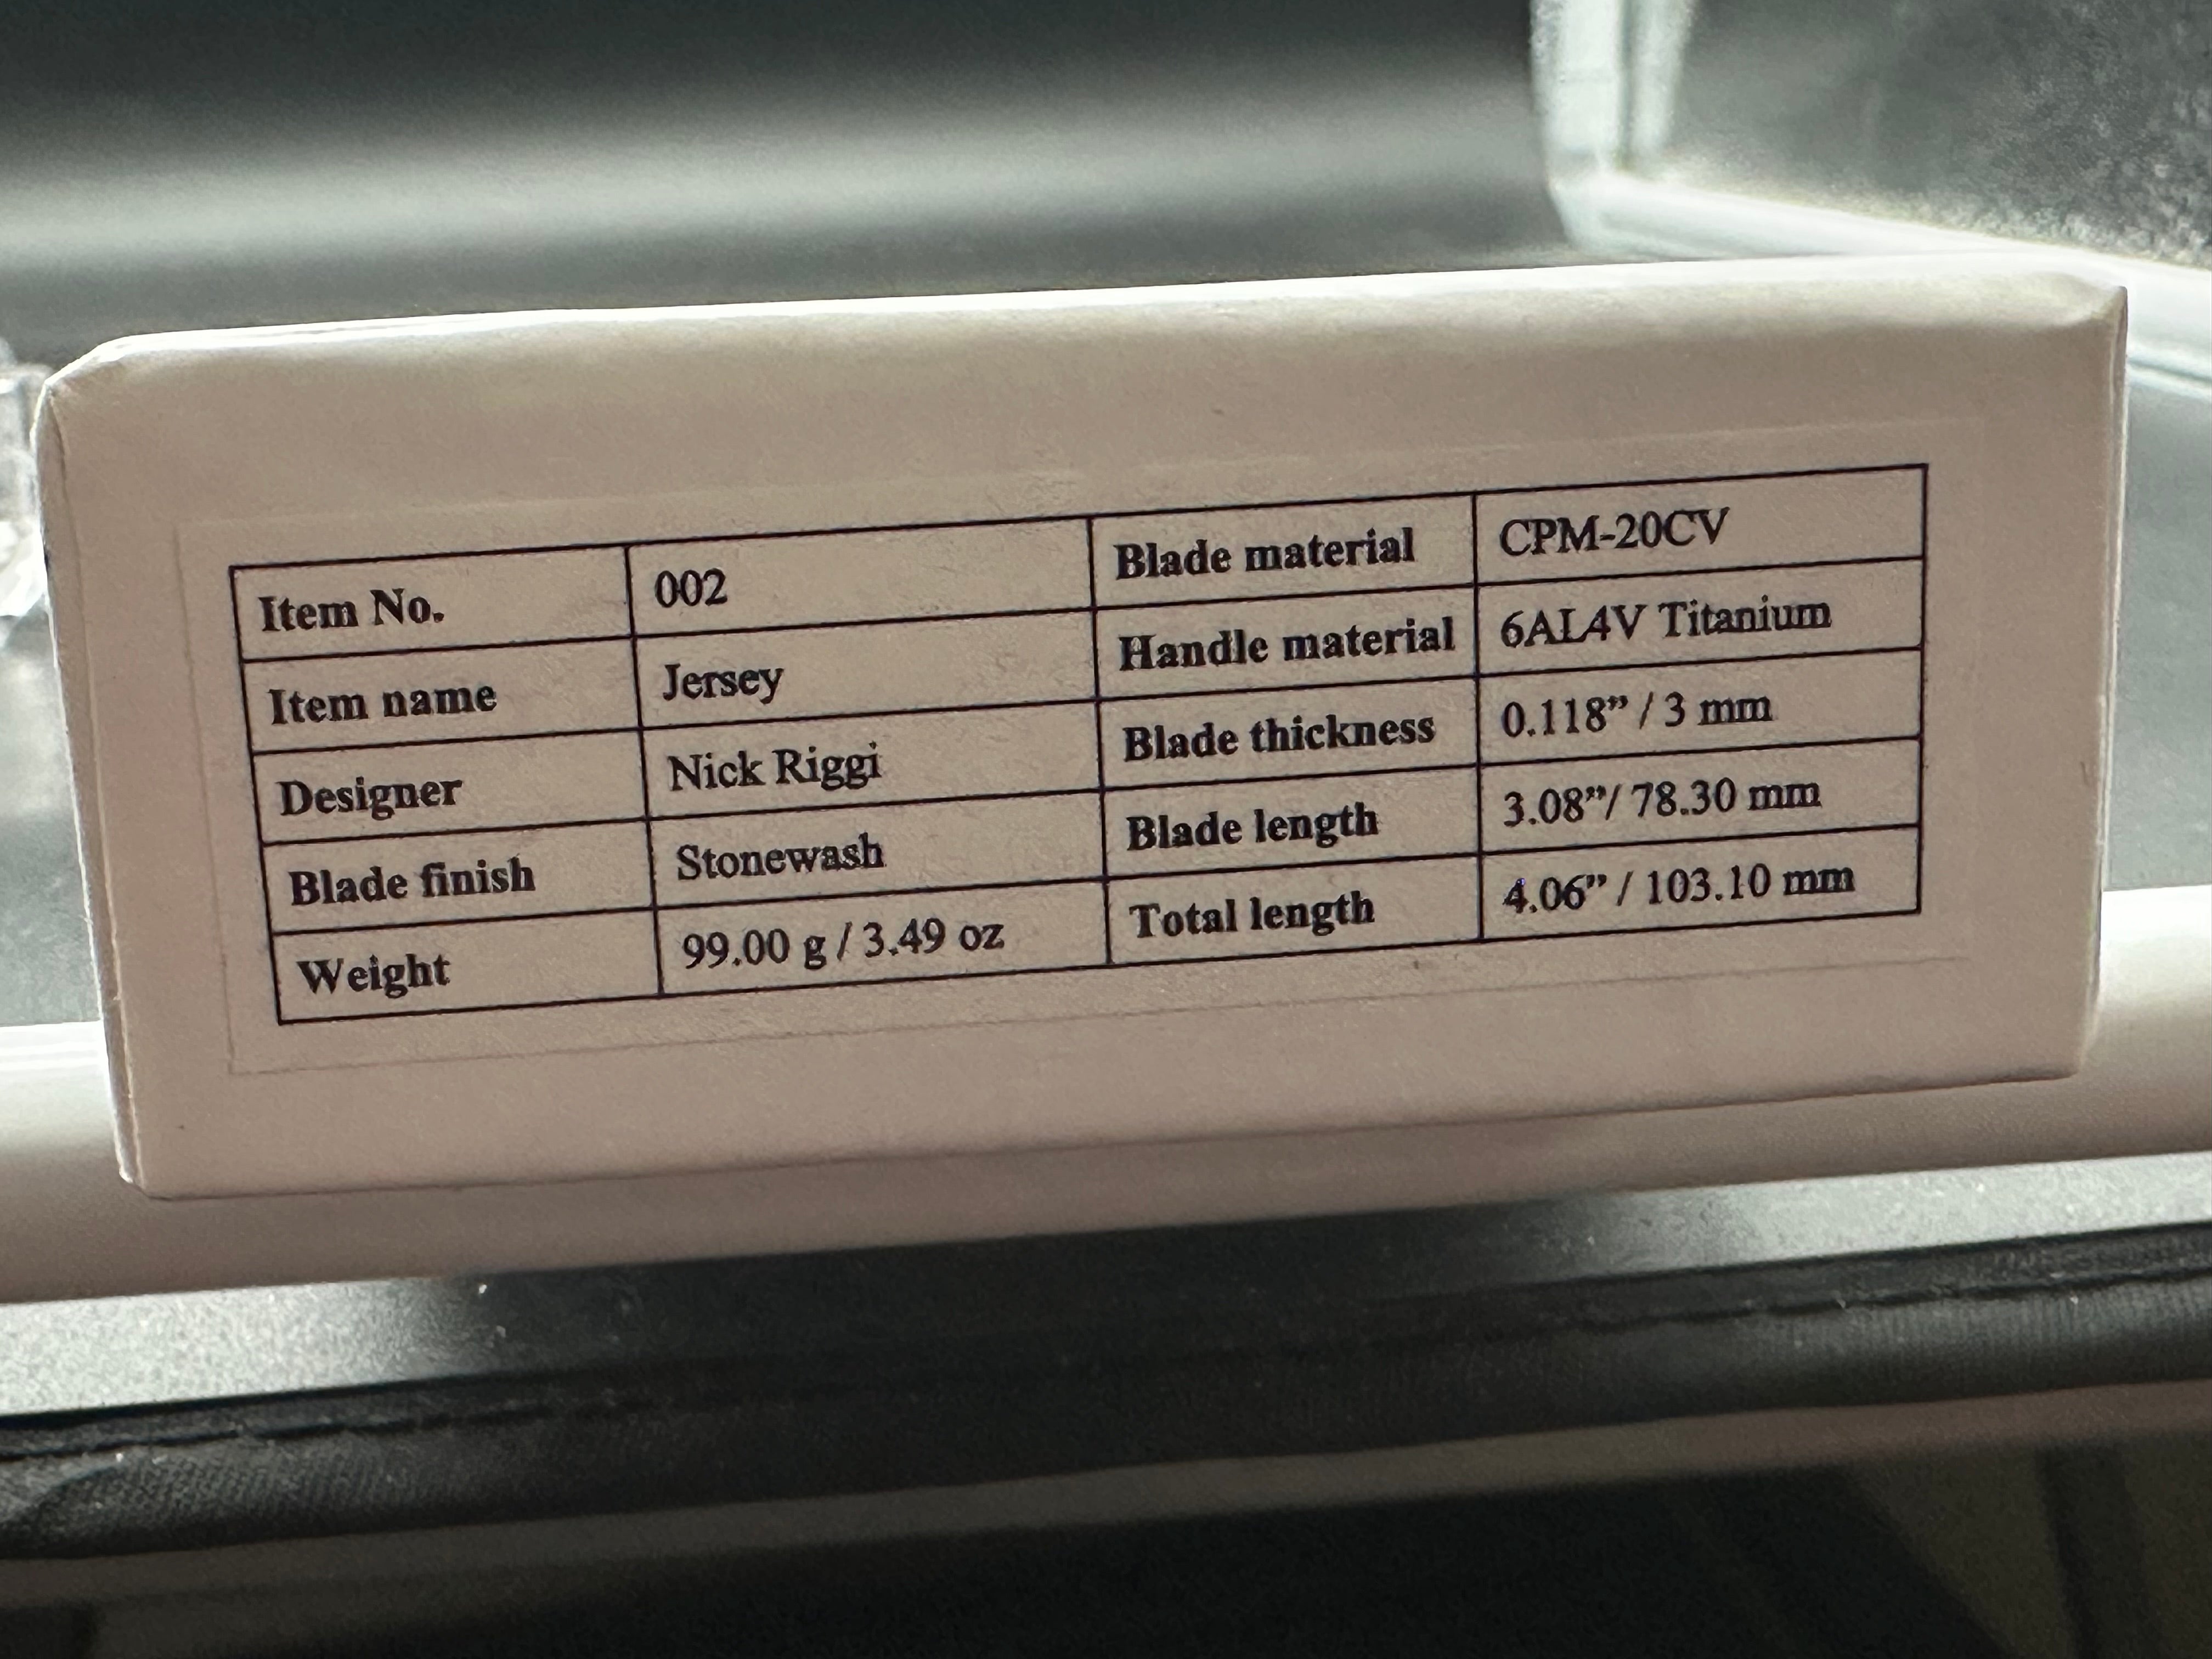 Item No. 002 Blade material CPM-20CV
Item name Jersey Handle material 6AL4V Titanium
Designer Nick Riggi Blade thickness 0.118” / 3 mm
Blade finish Stonewash Blade length 3.08”/ 78.30 mm
Weight 99.00 g / 3.49 oz Total length 4.06” / 103.10 mm